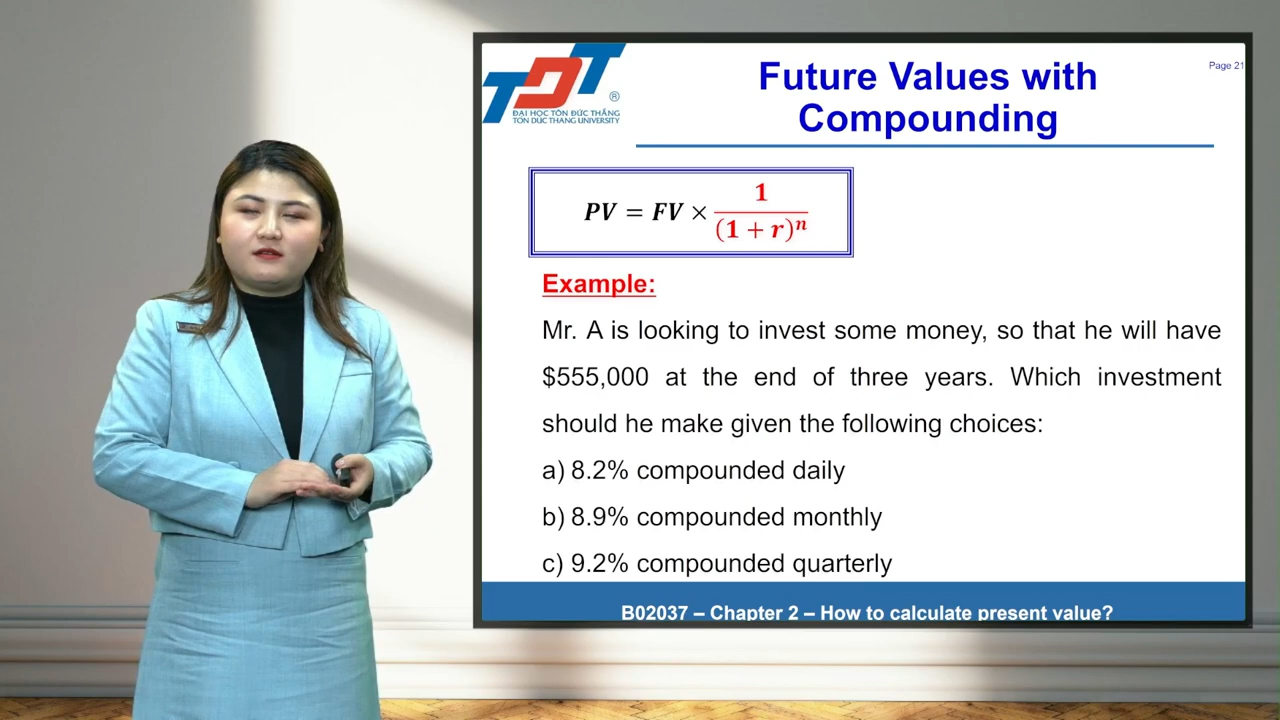 TDT
®
ĐẠI HỌC TÔN ĐỨC THẮNG
TON DUC THANG UNIVERSITY
Future Values with
Compounding
Page 21
PV = FV × 1/(1 + r)^n
Example:
Mr. A is looking to invest some money, so that he will have
$555,000 at the end of three years. Which investment
should he make given the following choices:
a) 8.2% compounded daily
b) 8.9% compounded monthly
c) 9.2% compounded quarterly
B02037 – Chapter 2 – How to calculate present value?